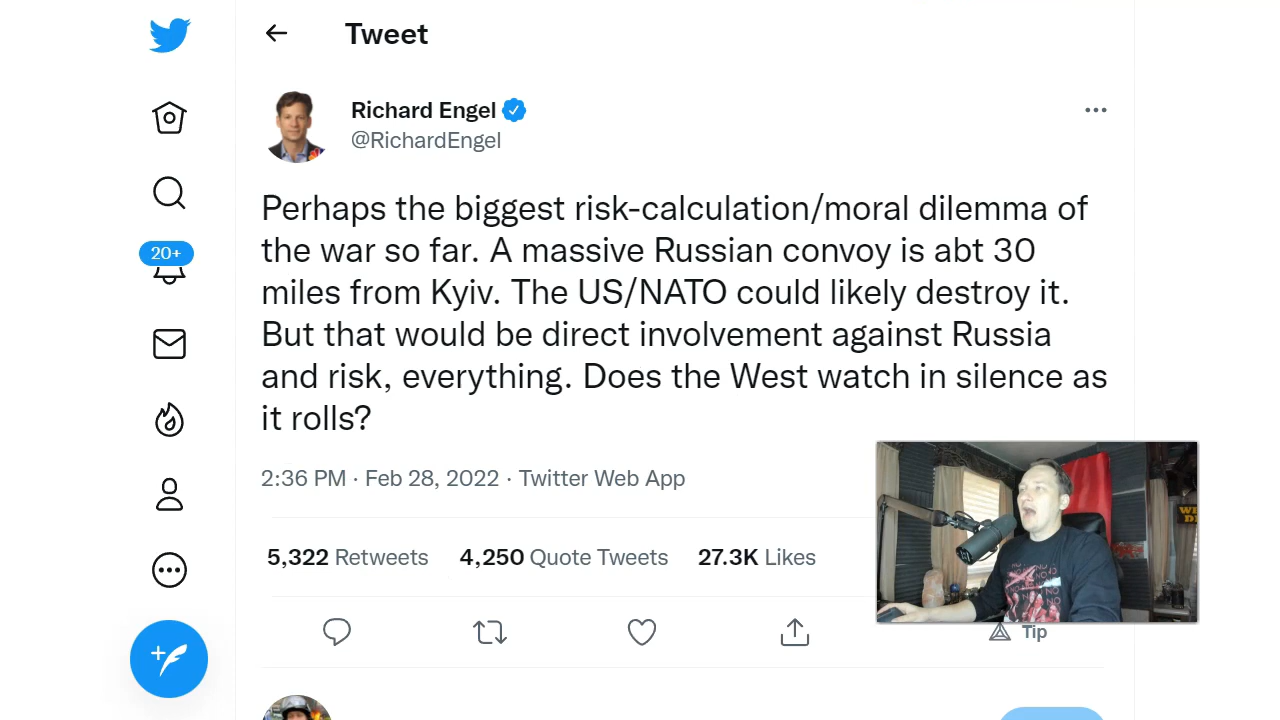 Tweet
Richard Engel
@RichardEngel
20+
Perhaps the biggest risk-calculation/moral dilemma of
the war so far. A massive Russian convoy is abt 30
miles from Kyiv. The US/NATO could likely destroy it.
But that would be direct involvement against Russia
and risk, everything. Does the West watch in silence as
it rolls?
2:36 PM · Feb 28, 2022 · Twitter Web App
5,322 Retweets 4,250 Quote Tweets 27.3K Likes
Tip